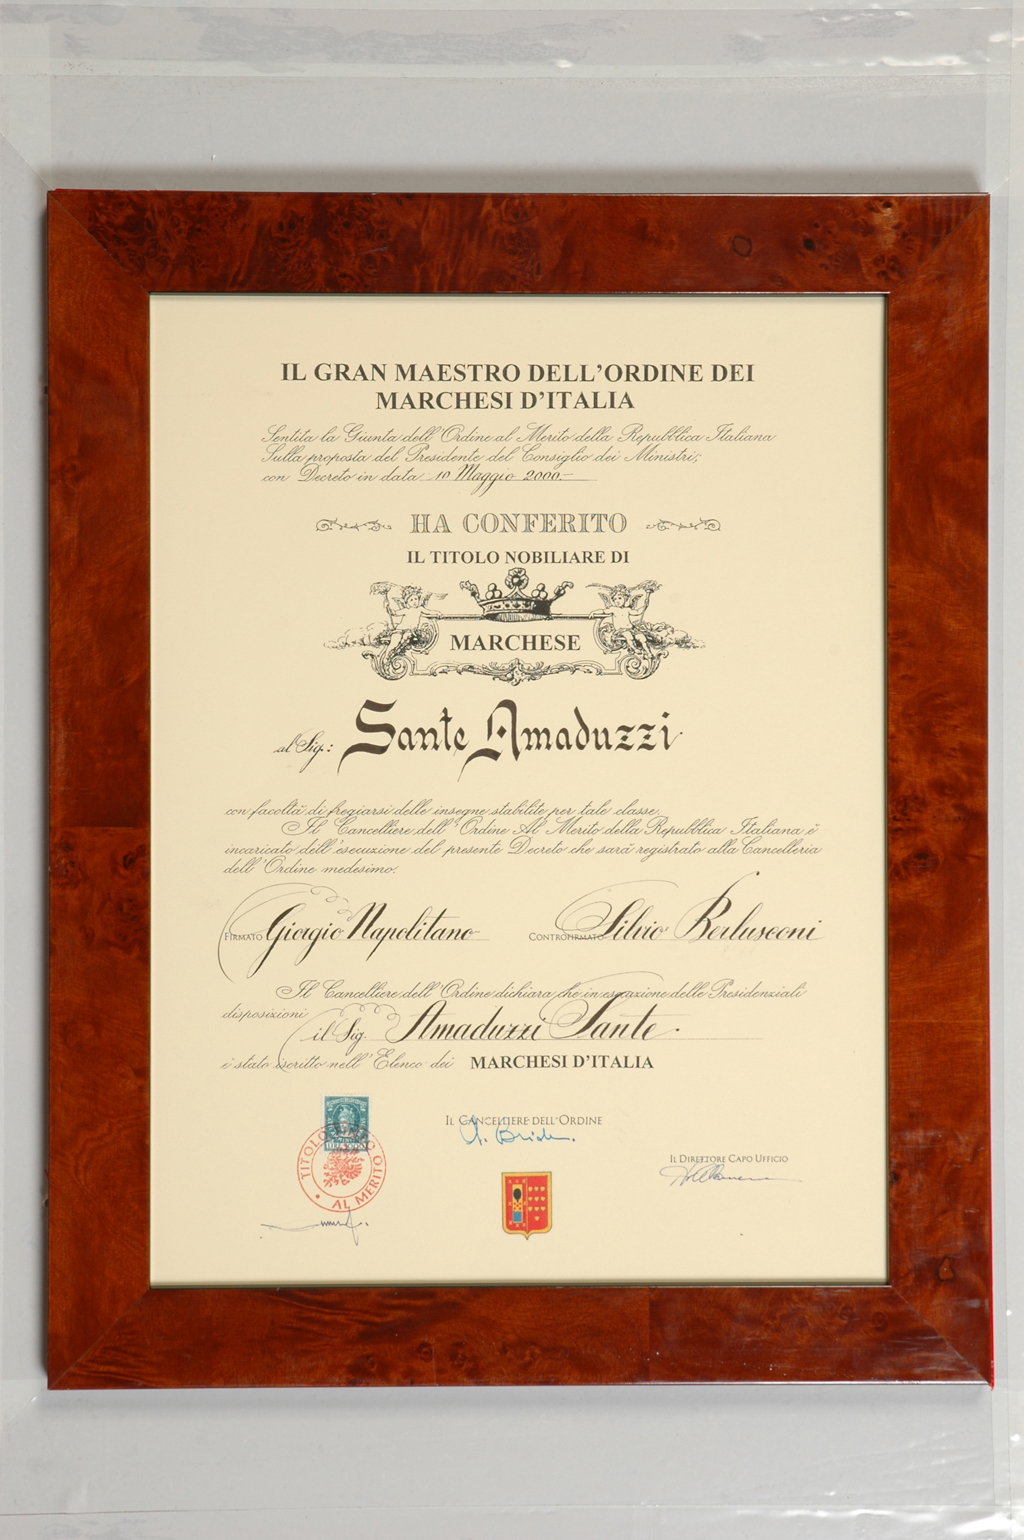 IL GRAN MAESTRO DELL'ORDINE DEI
MARCHESI D'ITALIA
Sentita la Giunta dell'Ordine al Merito della Repubblica Italiana
Sulla proposta del Presidente del Consiglio dei Ministri;
con Decreto in data 10 Maggio 2000.-
HA CONFERITO
IL TITOLO NOBILIARE DI
MARCHESE
al Sig.: Sante Amaduzzi
con facoltà di fregiarsi delle insegne stabilite per tale classe
Il Cancelliere dell'Ordine Al Merito della Repubblica Italiana è
incaricato dell'esecuzione del presente Decreto che sarà registrato alla Cancelleria
dell'Ordine medesimo.
FIRMATO Giorgio Napolitano CONTROFIRMATO Silvio Berlusconi
Il Cancelliere dell'Ordine dichiara che in esecuzione delle Presidenziali
disposizioni
il Sig. Amaduzzi Sante.
è stato iscritto nell'Elenco dei MARCHESI D'ITALIA
IL CANCELLIERE DELL'ORDINE
IL DIRETTORE CAPO UFFICIO
TITOLO
AL MERITO